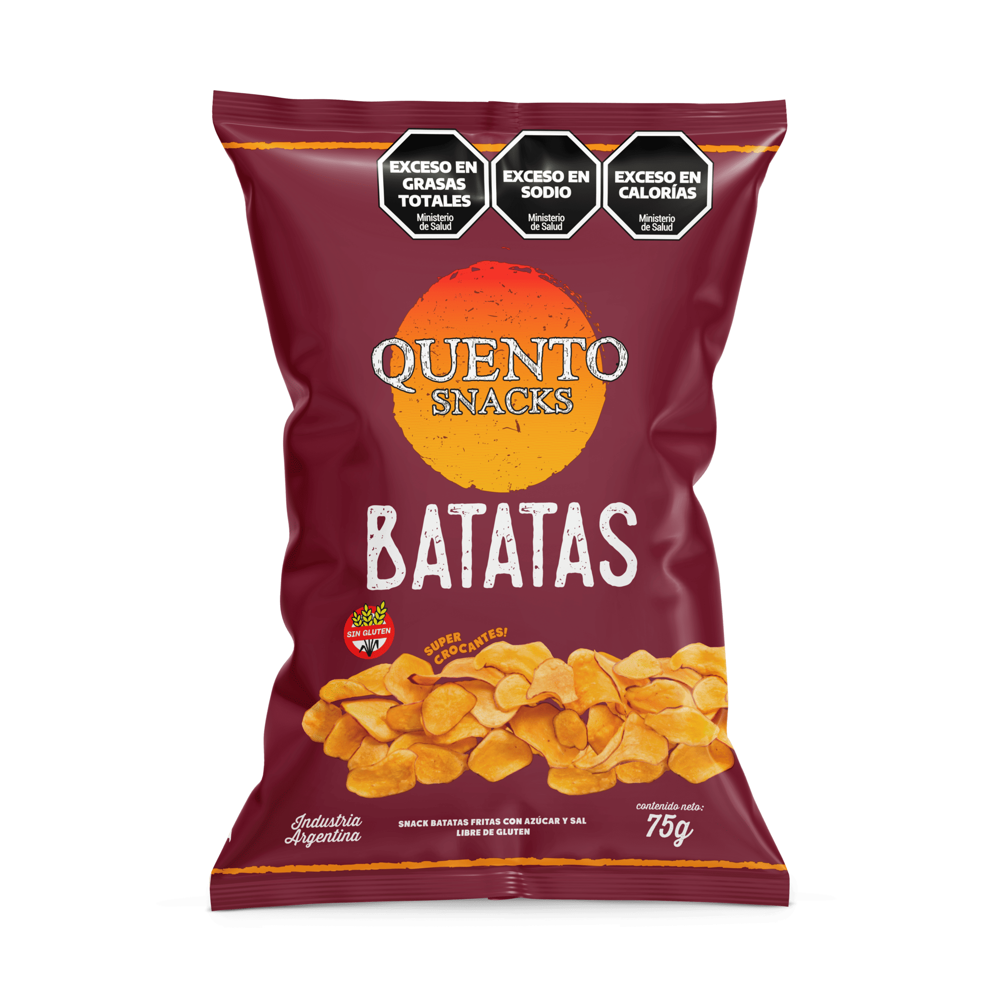 EXCESO EN
GRASAS
TOTALES
Ministerio
de Salud
EXCESO EN
SODIO
Ministerio
de Salud
EXCESO EN
CALORÍAS
Ministerio
de Salud
QUENTO
SNACKS
BATATAS
SIN GLUTEN
SUPER
CROCANTES!
Industria
Argentina
SNACK BATATAS FRITAS CON AZÚCAR Y SAL
LIBRE DE GLUTEN
contenido neto:
75g